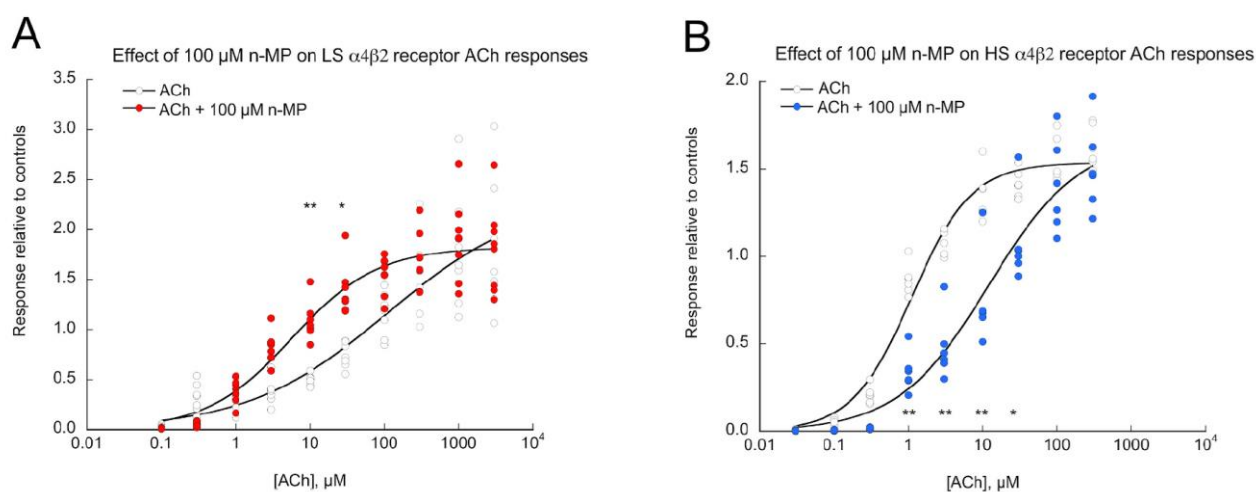 A
Effect of 100 µM n-MP on LS α4β2 receptor ACh responses
3.5
ACh
ACh + 100 µM n-MP
3.0
2.5
** *
2.0
1.5
1.0
0.5
0.0
Response relative to controls
0.01 0.1 1 10 100 1000 10⁴
[ACh], µM
B
Effect of 100 µM n-MP on HS α4β2 receptor ACh responses
2.0
ACh
ACh + 100 µM n-MP
1.5
1.0
0.5
** ** ** *
0.0
Response relative to controls
0.01 0.1 1 10 100 1000 10⁴
[ACh], µM